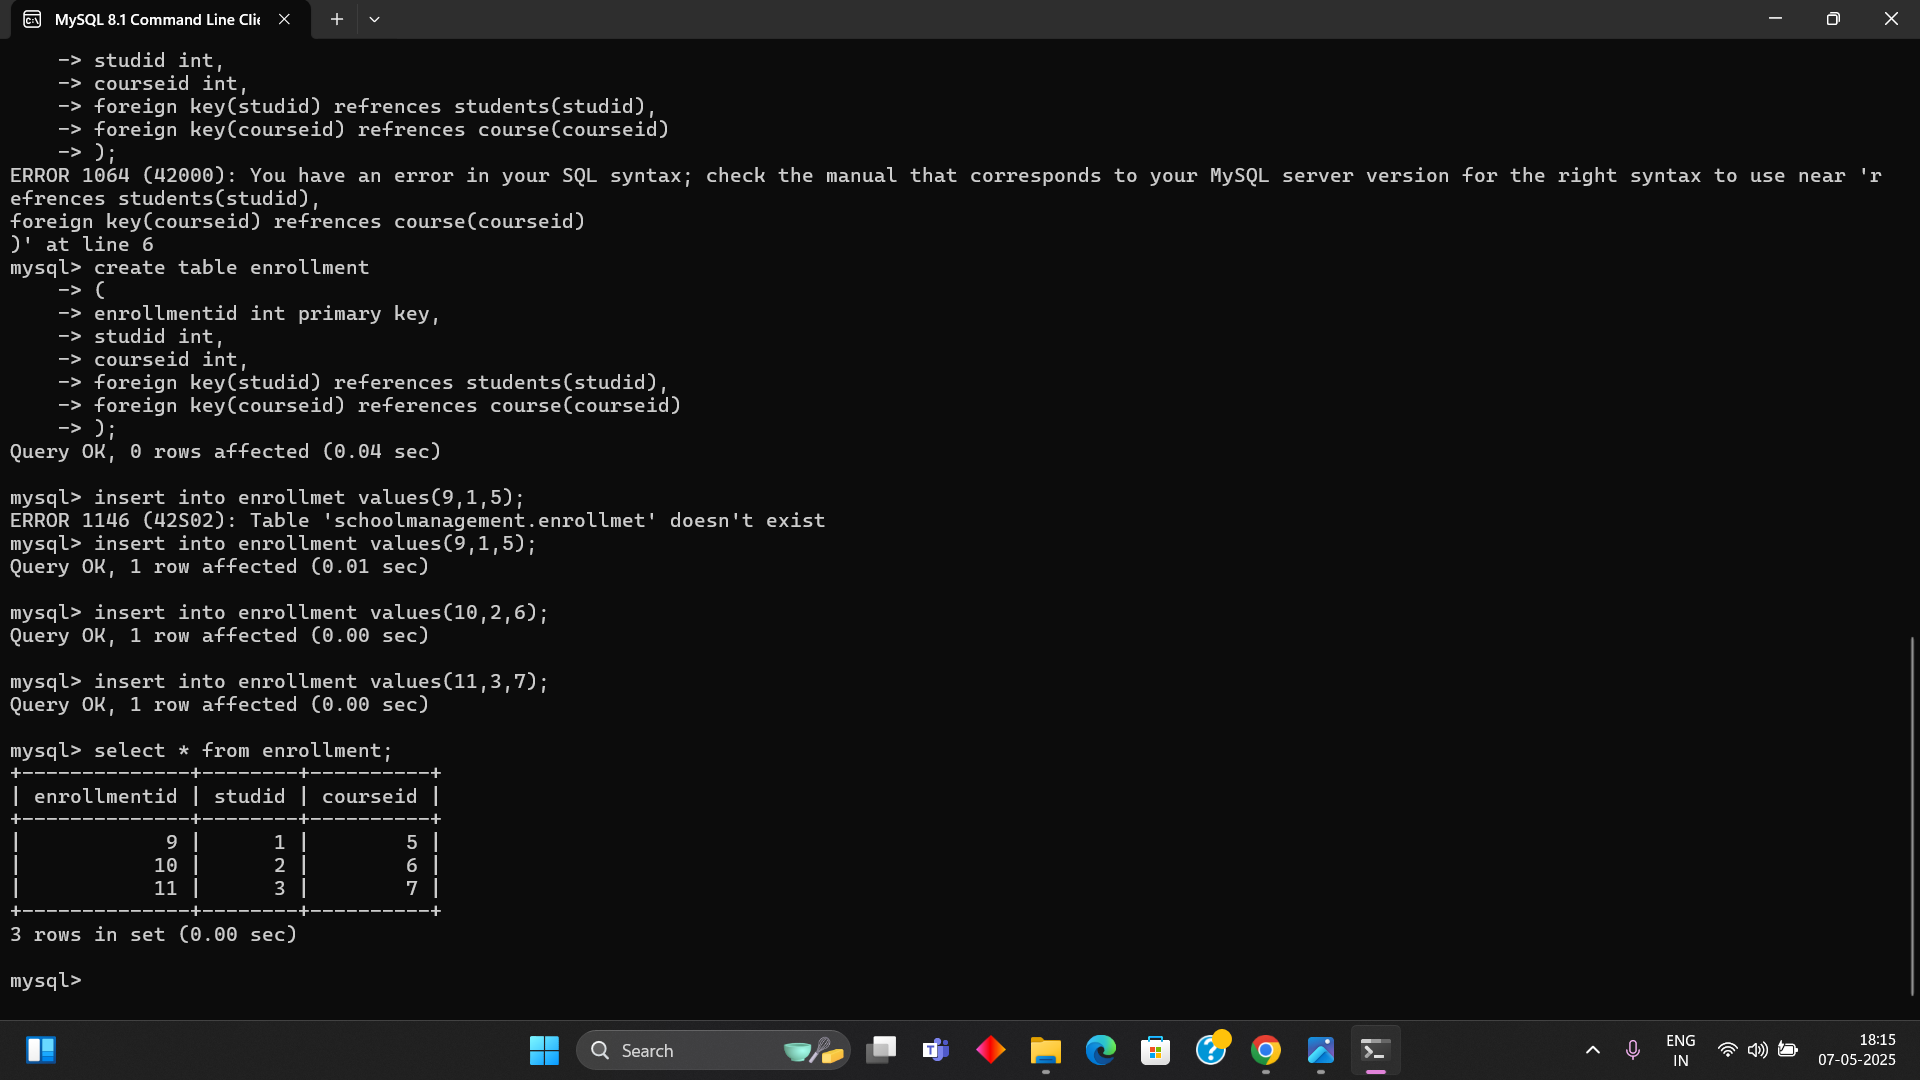 MySQL 8.1 Command Line Clie
-> studid int,
-> courseid int,
-> foreign key(studid) refrences students(studid),
-> foreign key(courseid) refrences course(courseid)
-> );
ERROR 1064 (42000): You have an error in your SQL syntax; check the manual that corresponds to your MySQL server version for the right syntax to use near 'r
efrences students(studid),
foreign key(courseid) refrences course(courseid)
)' at line 6
mysql> create table enrollment
-> (
-> enrollmentid int primary key,
-> studid int,
-> courseid int,
-> foreign key(studid) references students(studid),
-> foreign key(courseid) references course(courseid)
-> );
Query OK, 0 rows affected (0.04 sec)
mysql> insert into enrollmet values(9,1,5);
ERROR 1146 (42S02): Table 'schoolmanagement.enrollmet' doesn't exist
mysql> insert into enrollment values(9,1,5);
Query OK, 1 row affected (0.01 sec)
mysql> insert into enrollment values(10,2,6);
Query OK, 1 row affected (0.00 sec)
mysql> insert into enrollment values(11,3,7);
Query OK, 1 row affected (0.00 sec)
mysql> select * from enrollment;
+--------------+--------+----------+
| enrollmentid | studid | courseid |
+--------------+--------+----------+
|            9 |      1 |        5 |
|           10 |      2 |        6 |
|           11 |      3 |        7 |
+--------------+--------+----------+
3 rows in set (0.00 sec)
mysql>
Search
ENG
IN
18:15
07-05-2025